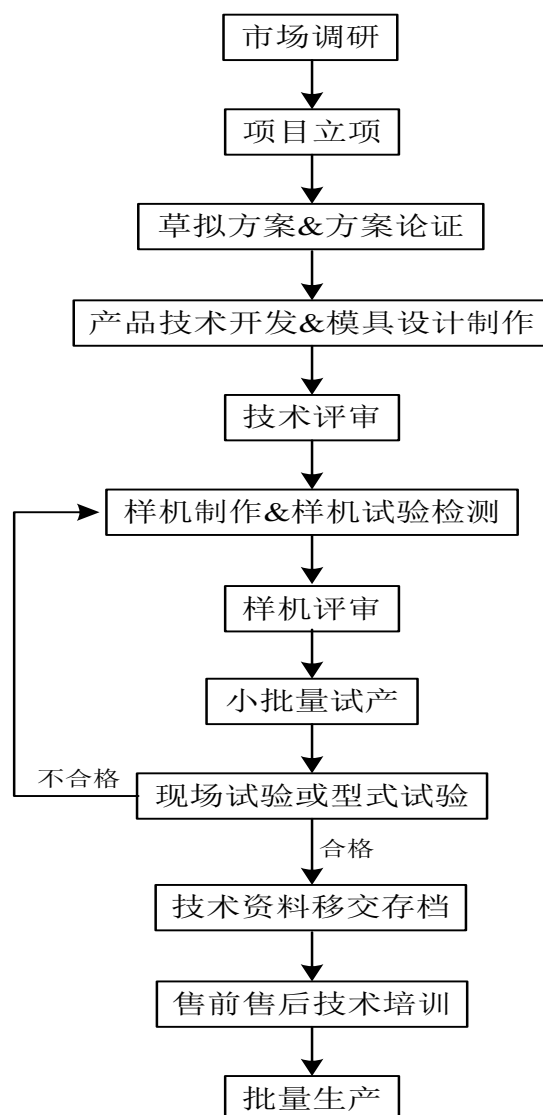 市场调研
项目立项
草拟方案&方案论证
产品技术开发&模具设计制作
技术评审
样机制作&样机试验检测
样机评审
小批量试产
不合格
现场试验或型式试验
合格
技术资料移交存档
售前售后技术培训
批量生产